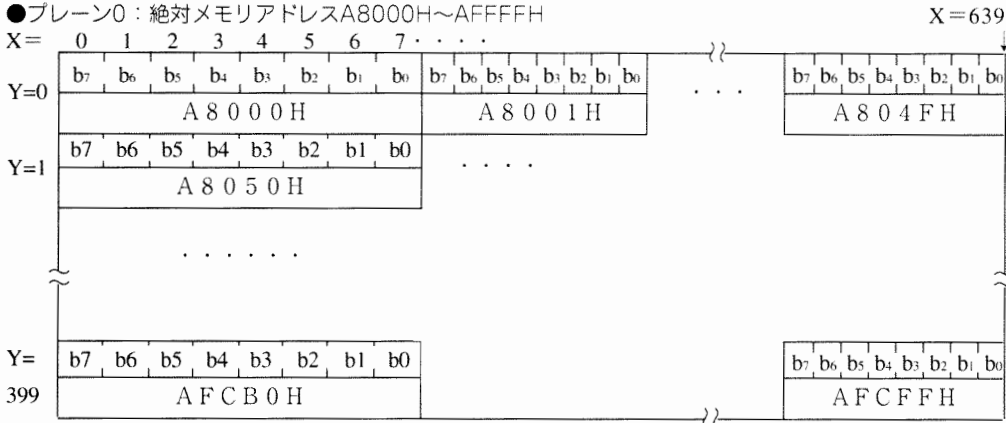 ●プレーン0：絶対メモリアドレスA8000H～AFFFFH
X=639
X= 0 1 2 3 4 5 6 7 · · · ·
Y=0
b7 b6 b5 b4 b3 b2 b1 b0 b7 b6 b5 b4 b3 b2 b1 b0 · · · b7 b6 b5 b4 b3 b2 b1 b0
A8000H A8001H A804FH
Y=1
b7 b6 b5 b4 b3 b2 b1 b0 · · · ·
A8050H
· · · · · ·
Y=
399
b7 b6 b5 b4 b3 b2 b1 b0 b7 b6 b5 b4 b3 b2 b1 b0
AFCB0H AFCFFH